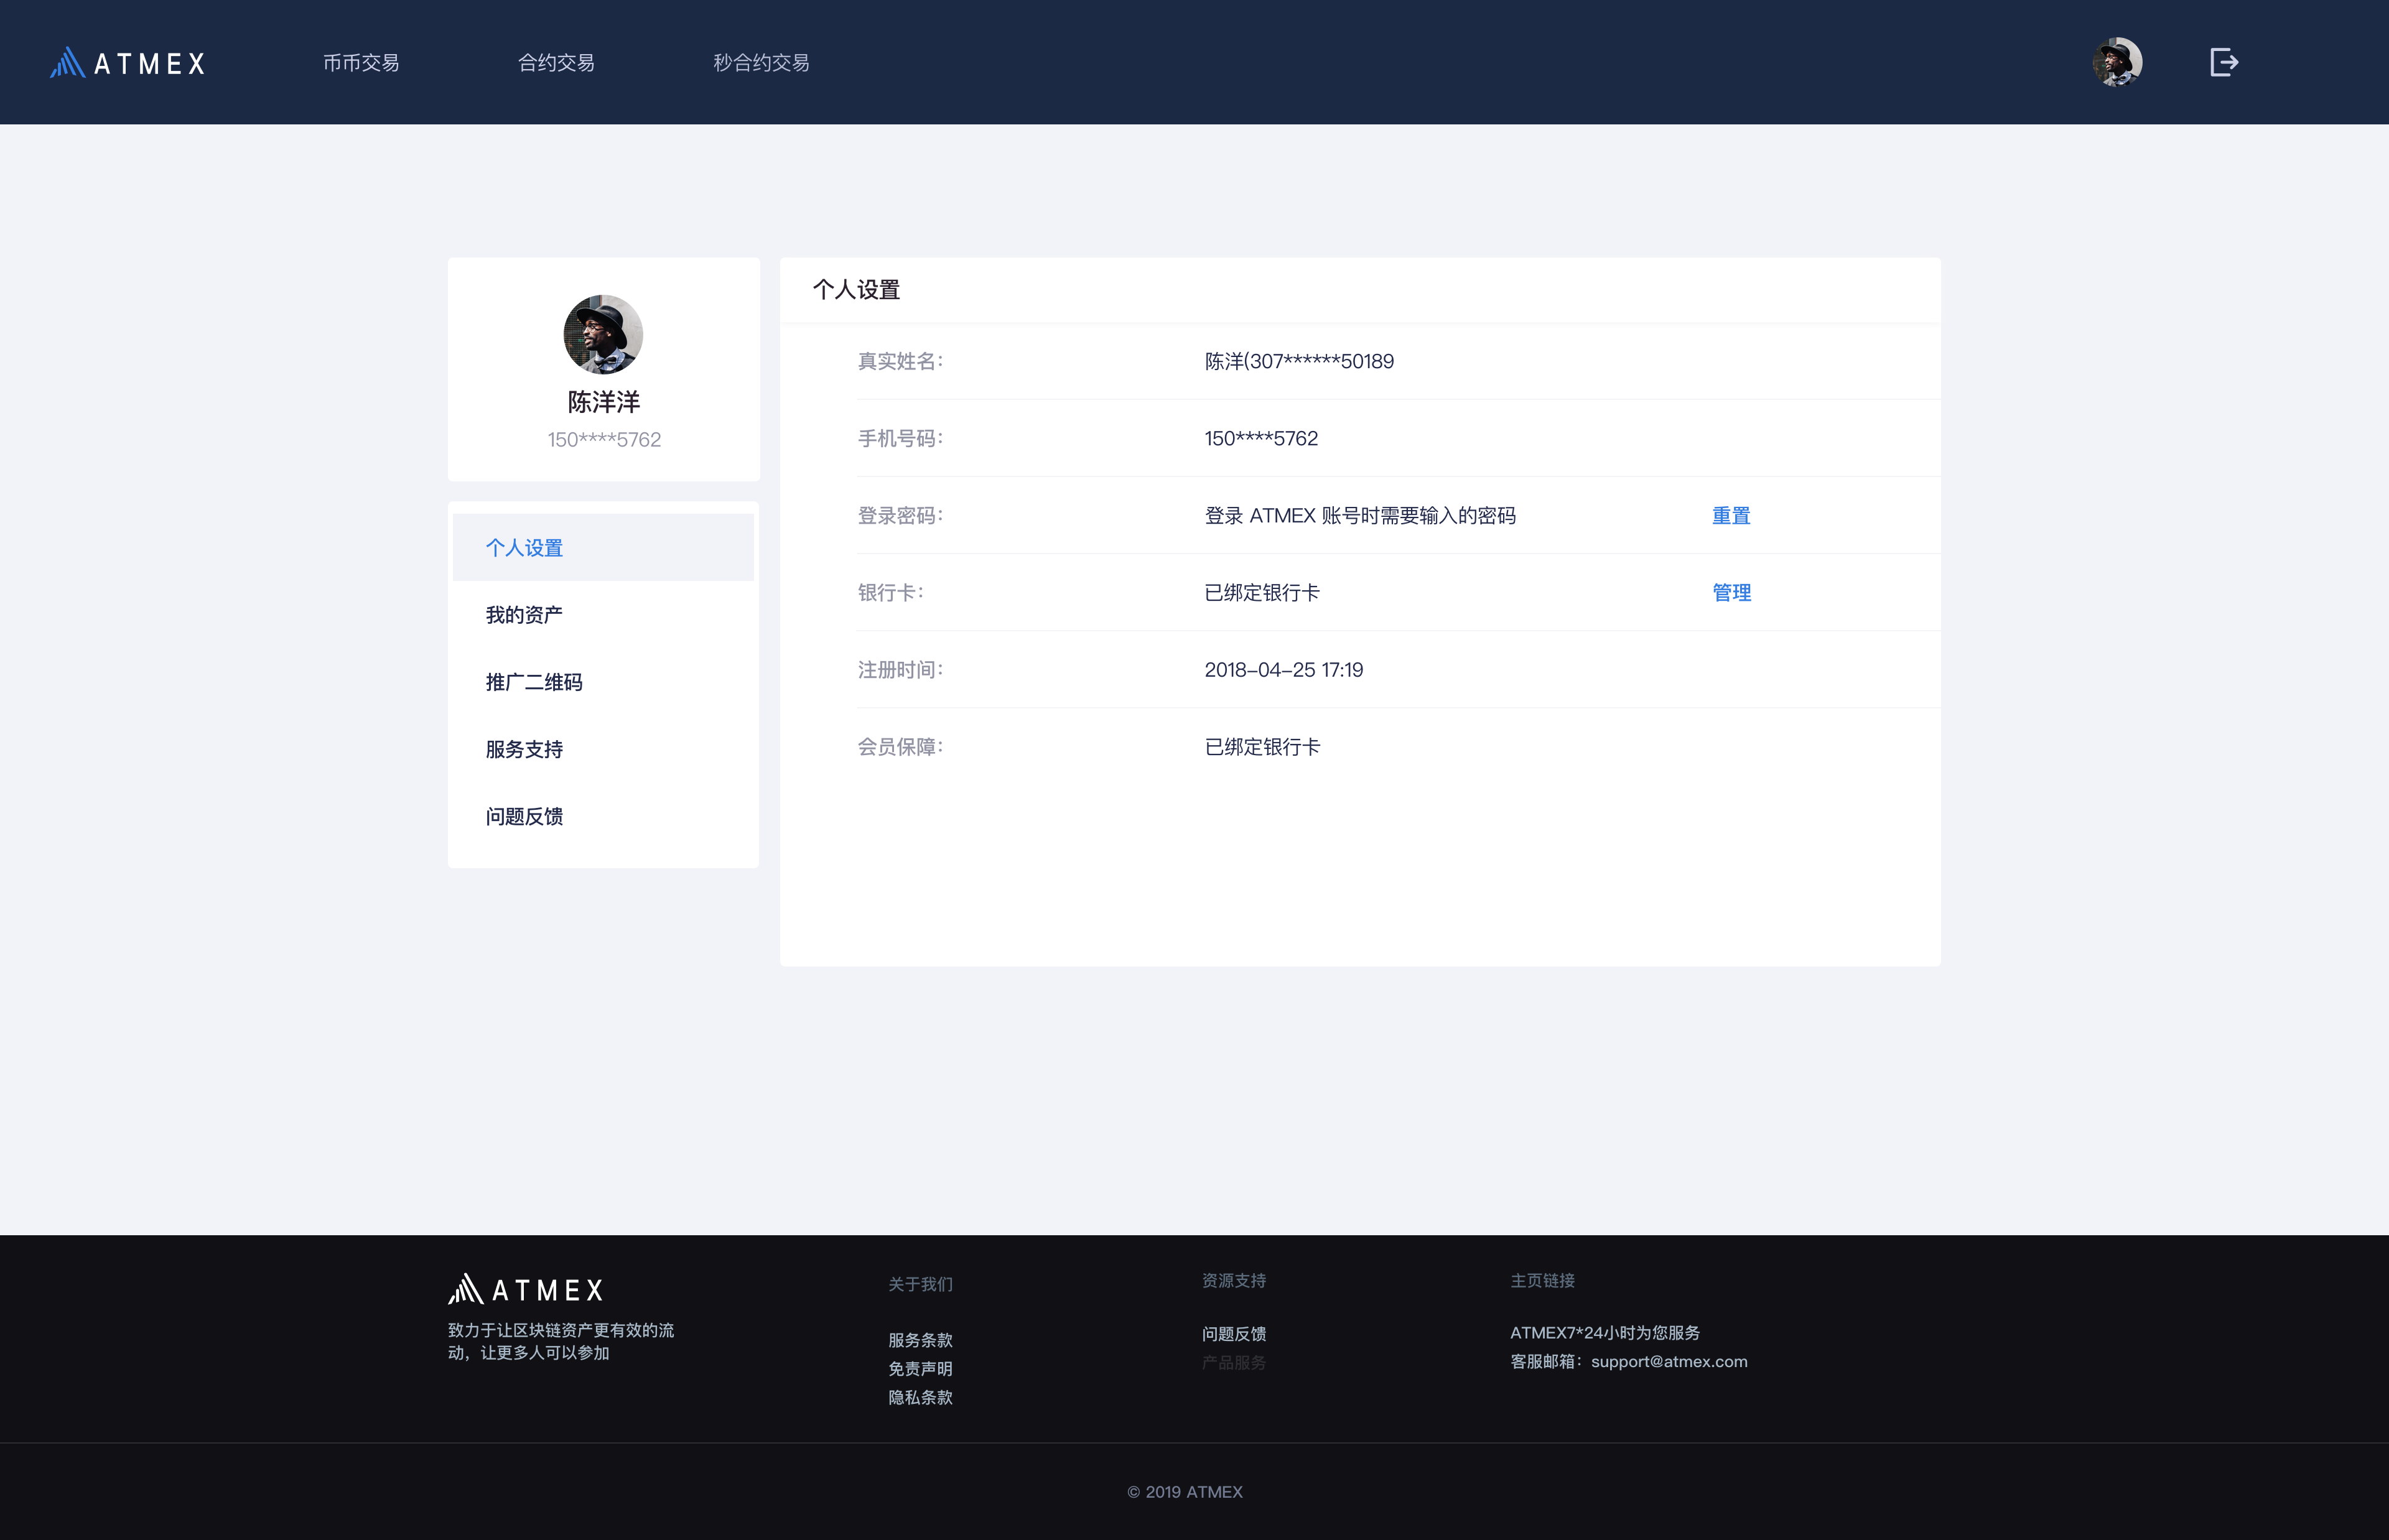 ATMEX
币币交易
合约交易
秒合约交易
陈洋洋
150****5762
个人设置
我的资产
推广二维码
服务支持
问题反馈
个人设置
真实姓名：
陈洋(307******50189
手机号码：
150****5762
登录密码：
登录 ATMEX 账号时需要输入的密码
重置
银行卡：
已绑定银行卡
管理
注册时间：
2018-04-25 17:19
会员保障：
已绑定银行卡
ATMEX
致力于让区块链资产更有效的流
动，让更多人可以参加
关于我们
服务条款
免责声明
隐私条款
资源支持
问题反馈
产品服务
主页链接
ATMEX7*24小时为您服务
客服邮箱：support@atmex.com
© 2019 ATMEX